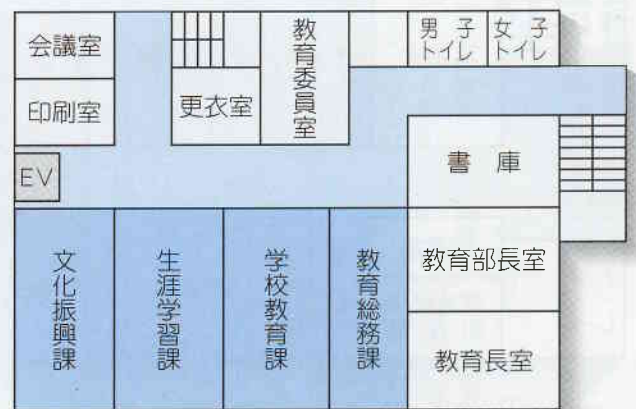 会議室
教育委員室
男子
トイレ
女子
トイレ
印刷室
更衣室
書庫
EV
文化振興課
生涯学習課
学校教育課
教育総務課
教育部長室
教育長室